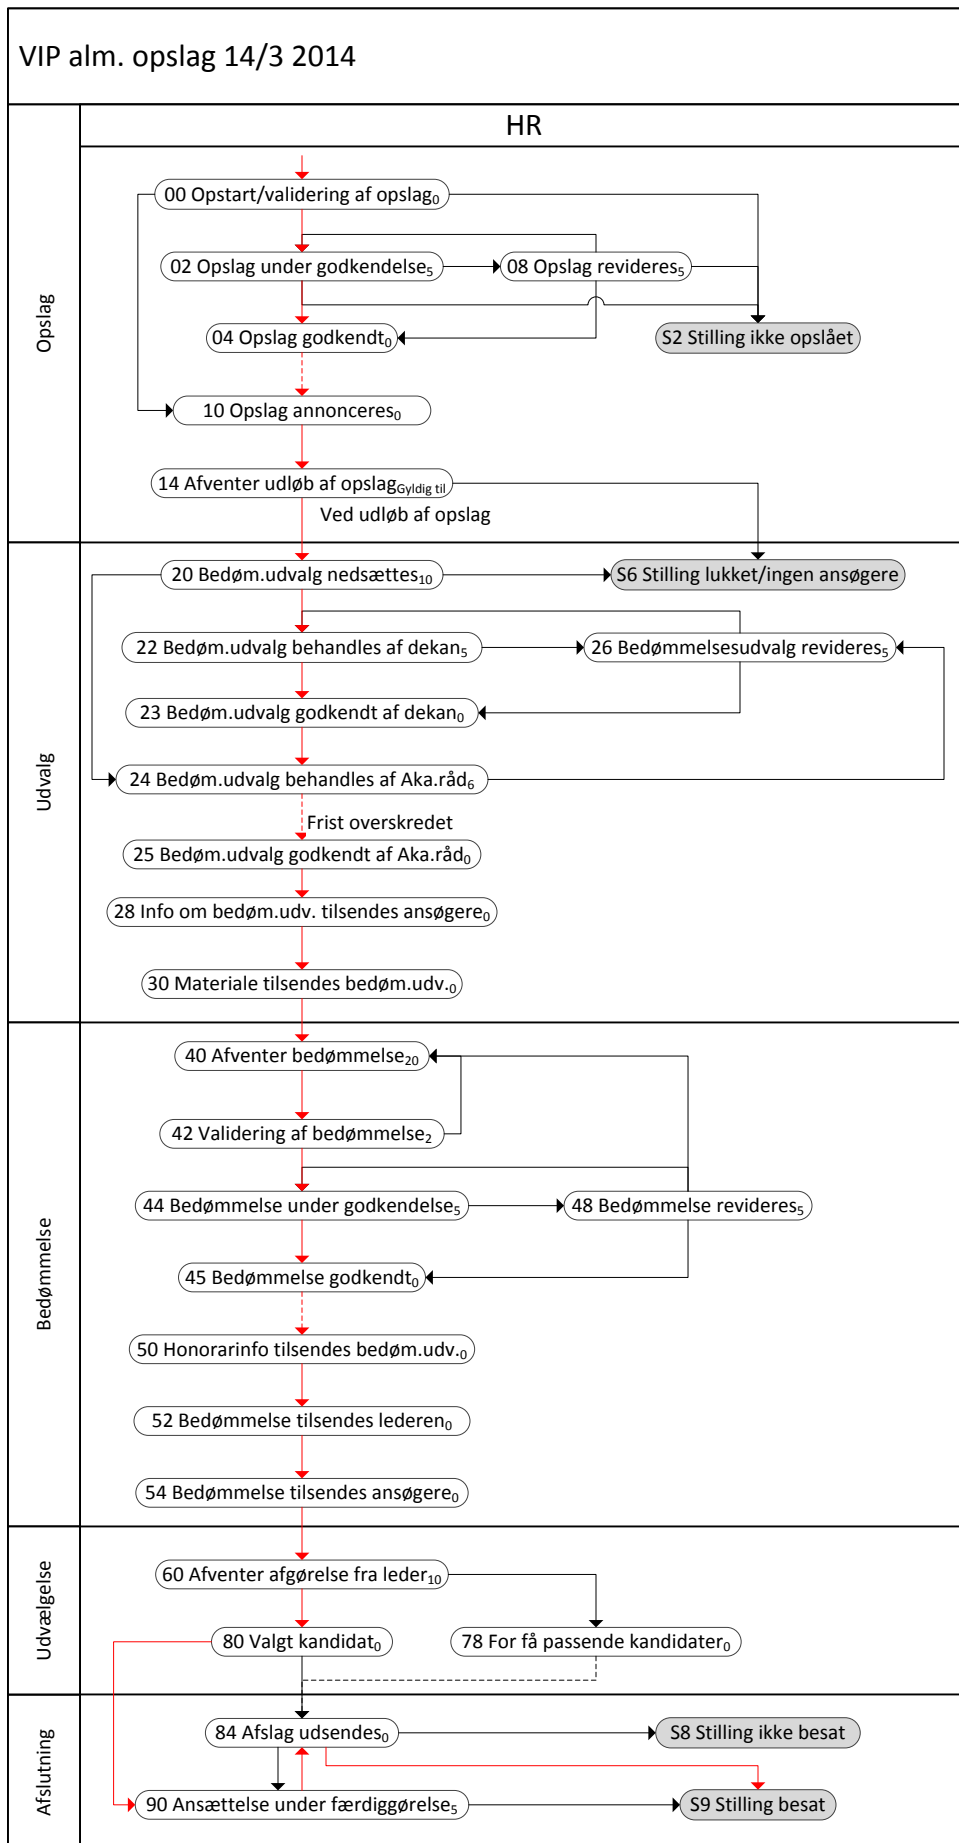 VIP alm. opslag 14/3 2014
HR
Opslag
00 Opstart/validering af opslag0
02 Opslag under godkendelse5
08 Opslag revideres5
04 Opslag godkendt0
S2 Stilling ikke opslået
10 Opslag annonceres0
14 Afventer udløb af opslagGyldig til
Ved udløb af opslag
Udvalg
20 Bedøm.udvalg nedsættes10
S6 Stilling lukket/ingen ansøgere
22 Bedøm.udvalg behandles af dekan5
26 Bedømmelsesudvalg revideres5
23 Bedøm.udvalg godkendt af dekan0
24 Bedøm.udvalg behandles af Aka.råd6
Frist overskredet
25 Bedøm.udvalg godkendt af Aka.råd0
28 Info om bedøm.udv. tilsendes ansøgere0
30 Materiale tilsendes bedøm.udv.0
Bedømmelse
40 Afventer bedømmelse20
42 Validering af bedømmelse2
44 Bedømmelse under godkendelse5
48 Bedømmelse revideres5
45 Bedømmelse godkendt0
50 Honorarinfo tilsendes bedøm.udv.0
52 Bedømmelse tilsendes lederen0
54 Bedømmelse tilsendes ansøgere0
Udvælgelse
60 Afventer afgørelse fra leder10
80 Valgt kandidat0
78 For få passende kandidater0
Afslutning
84 Afslag udsendes0
S8 Stilling ikke besat
90 Ansættelse under færdiggørelse5
S9 Stilling besat